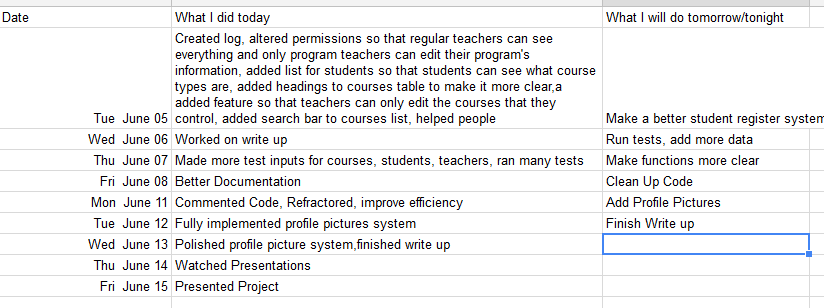 Date What I did today What I will do tomorrow/tonight
Created log, altered permissions so that regular teachers can see
everything and only program teachers can edit their program's
information, added list for students so that students can see what course
types are, added headings to courses table to make it more clear,a
added feature so that teachers can only edit the courses that they
Tue June 05 control, added search bar to courses list, helped people Make a better student register system
Wed June 06 Worked on write up Run tests, add more data
Thu June 07 Made more test inputs for courses, students, teachers, ran many tests Make functions more clear
Fri June 08 Better Documentation Clean Up Code
Mon June 11 Commented Code, Refractored, improve efficiency Add Profile Pictures
Tue June 12 Fully implemented profile pictures system Finish Write up
Wed June 13 Polished profile picture system,finished write up
Thu June 14 Watched Presentations
Fri June 15 Presented Project